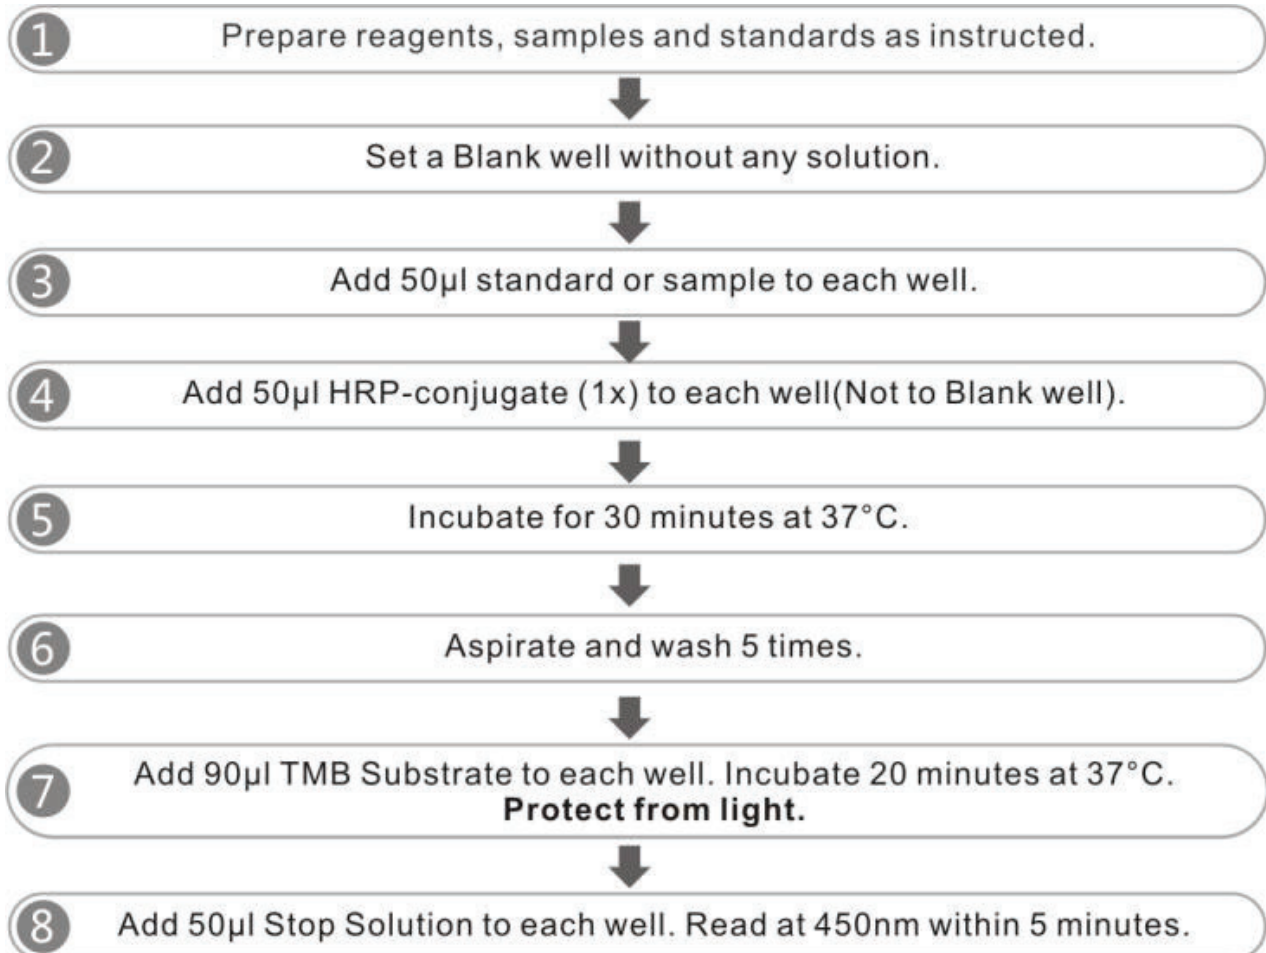 1 Prepare reagents, samples and standards as instructed.
2 Set a Blank well without any solution.
3 Add 50µl standard or sample to each well.
4 Add 50µl HRP-conjugate (1x) to each well(Not to Blank well).
5 Incubate for 30 minutes at 37°C.
6 Aspirate and wash 5 times.
7 Add 90µl TMB Substrate to each well. Incubate 20 minutes at 37°C.
Protect from light.
8 Add 50µl Stop Solution to each well. Read at 450nm within 5 minutes.